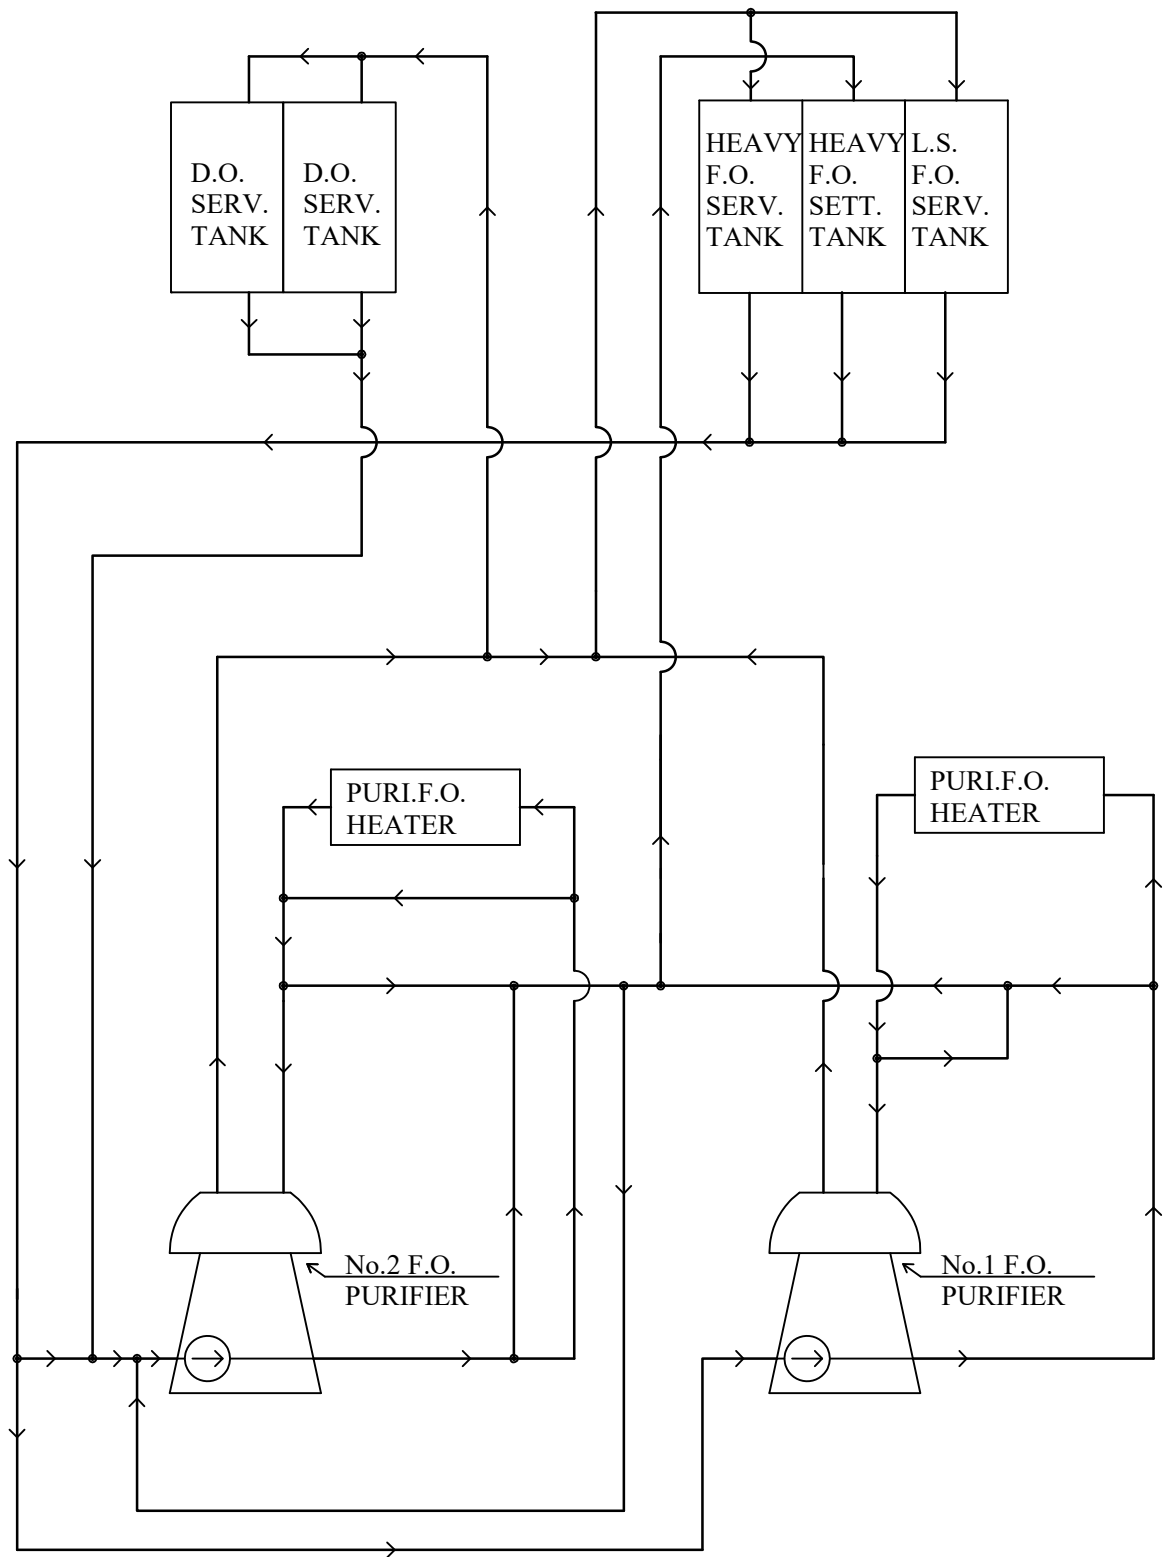 D.O.
SERV.
TANK
D.O.
SERV.
TANK
HEAVY
F.O.
SERV.
TANK
HEAVY
F.O.
SETT.
TANK
L.S.
F.O.
SERV.
TANK
PURI.F.O.
HEATER
PURI.F.O.
HEATER
No.2 F.O.
PURIFIER
No.1 F.O.
PURIFIER